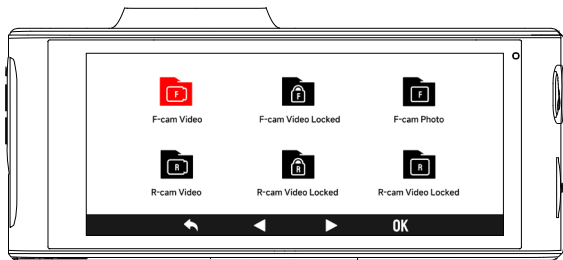 F
F
F
F-cam Video
F-cam Video Locked
F-cam Photo
R
R
R
R-cam Video
R-cam Video Locked
R-cam Video Locked
OK